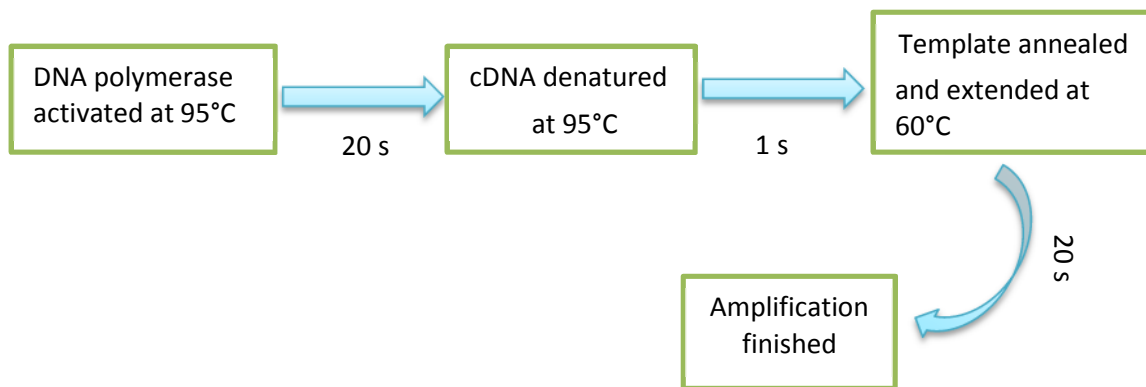 DNA polymerase
activated at 95°C
20 s
cDNA denatured
at 95°C
1 s
Template annealed
and extended at
60°C
20 s
Amplification
finished